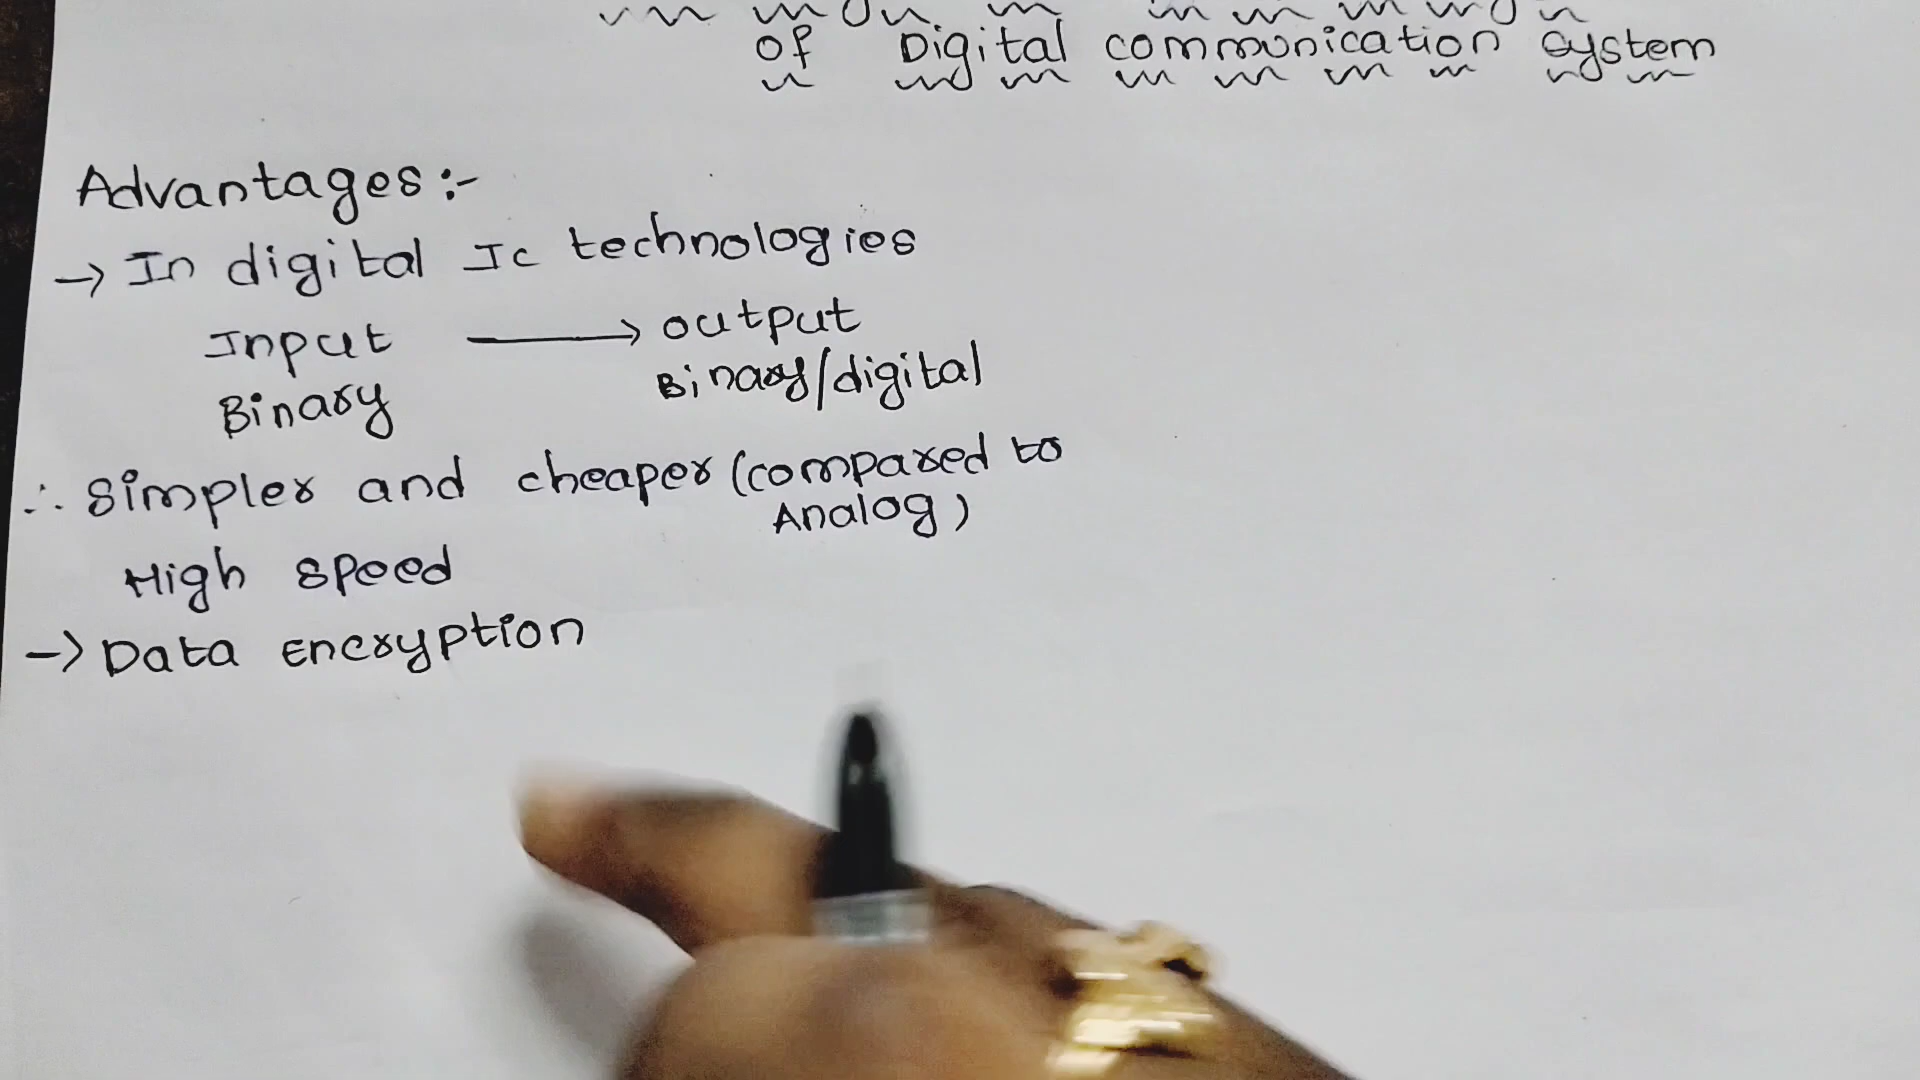 of Digital communication system
Advantages:-
→ In digital Ic technologies
Input → output
Binary Binary/digital
∴ simpler and cheaper (compared to
Analog)
High speed
→ Data Encryption